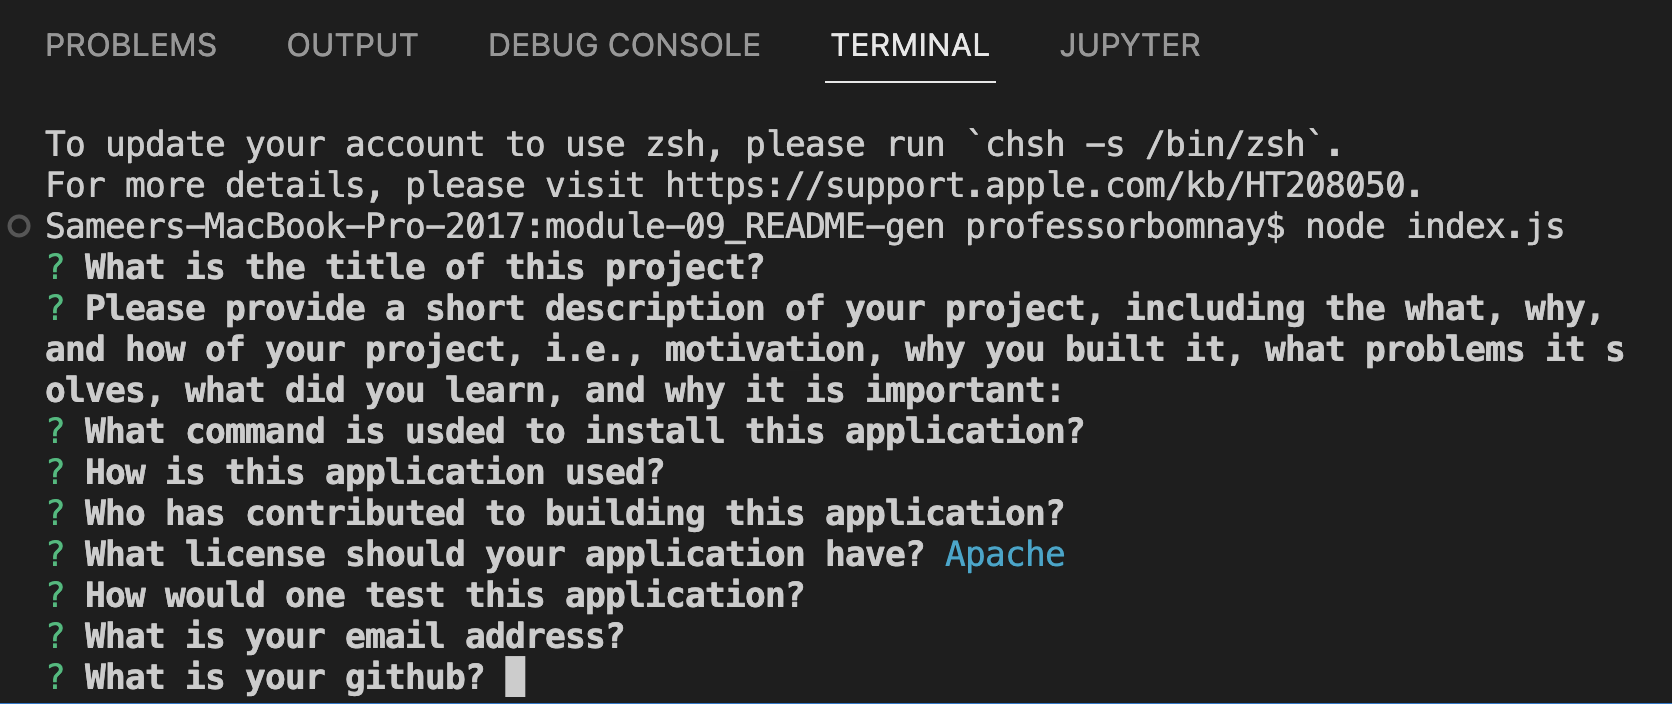 PROBLEMS OUTPUT DEBUG CONSOLE TERMINAL JUPYTER
To update your account to use zsh, please run `chsh -s /bin/zsh`.
For more details, please visit https://support.apple.com/kb/HT208050.
Sameers-MacBook-Pro-2017:module-09_README-gen professorbomnay$ node index.js
? What is the title of this project?
? Please provide a short description of your project, including the what, why,
and how of your project, i.e., motivation, why you built it, what problems it s
olves, what did you learn, and why it is important:
? What command is usded to install this application?
? How is this application used?
? Who has contributed to building this application?
? What license should your application have? Apache
? How would one test this application?
? What is your email address?
? What is your github?